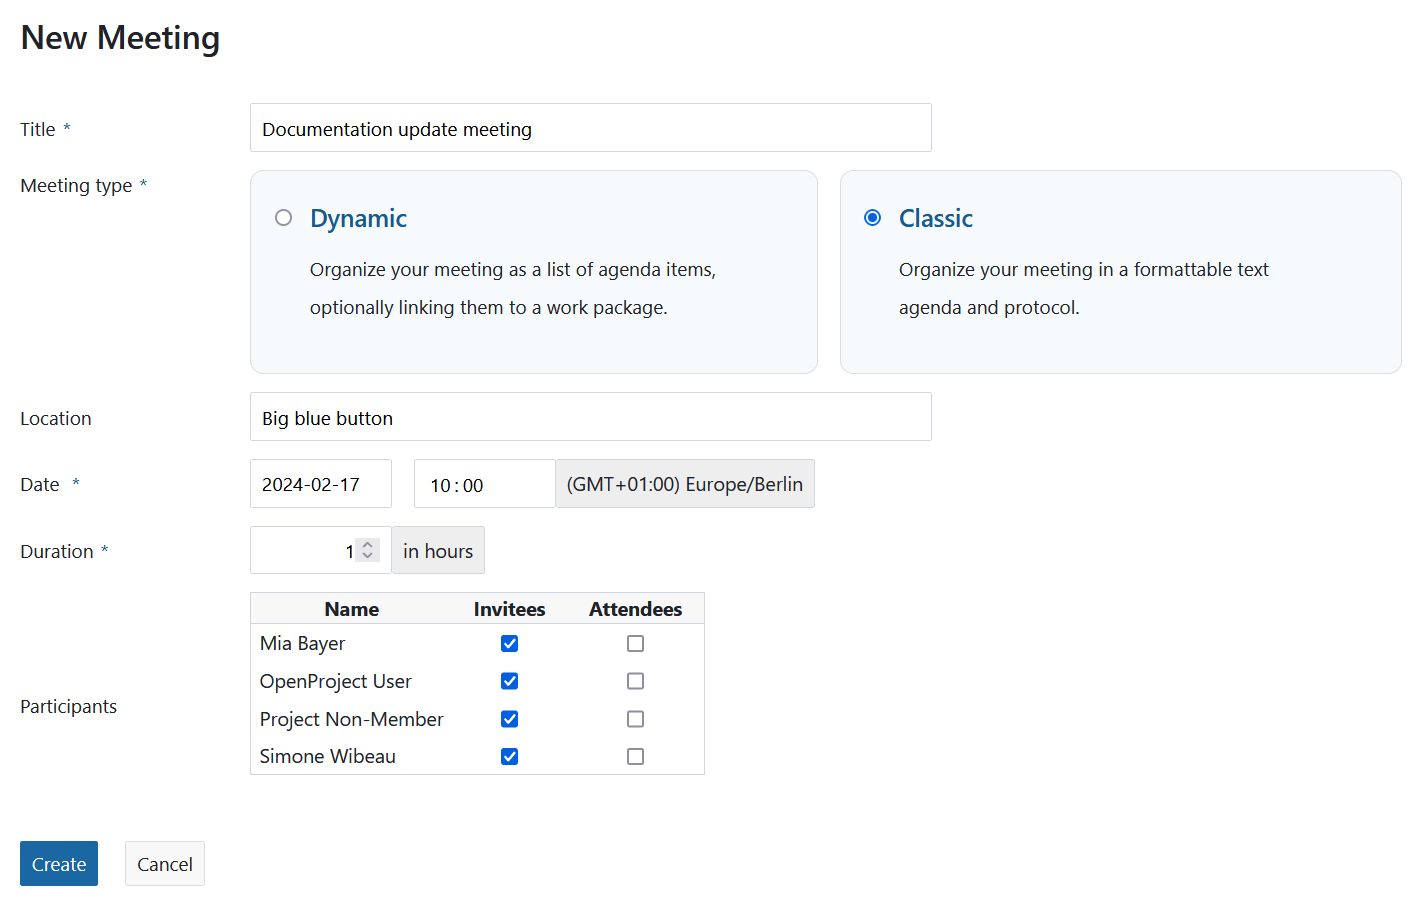 New Meeting
Title *
Documentation update meeting
Meeting type *
Dynamic
Organize your meeting as a list of agenda items,
optionally linking them to a work package.
Classic
Organize your meeting in a formattable text
agenda and protocol.
Location
Big blue button
Date *
2024-02-17
10:00
(GMT+01:00) Europe/Berlin
Duration *
1
in hours
Participants
Name Invitees Attendees
Mia Bayer
OpenProject User
Project Non-Member
Simone Wibeau
Create
Cancel